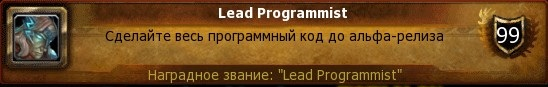 Lead Programmist
Сделайте весь программный код до альфа-релиза
99
Наградное звание: "Lead Programmist"